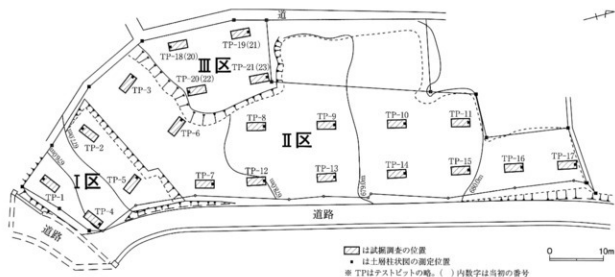 道
TP-19(21)
TP-18(20)
III区
TP-21(23)
TP-20(22)
TP-3
TP-6
TP-8
TP-9
TP-10
TP-11
II区
TP-2
TP-5
I区
TP-1
TP-4
TP-7
TP-12
TP-13
TP-14
TP-15
TP-16
TP-17
道路
道路
は試掘調査の位置
は土層柱状図の測定位置
※ TPはテストピットの略。( )内数字は当初の番号
0 10m